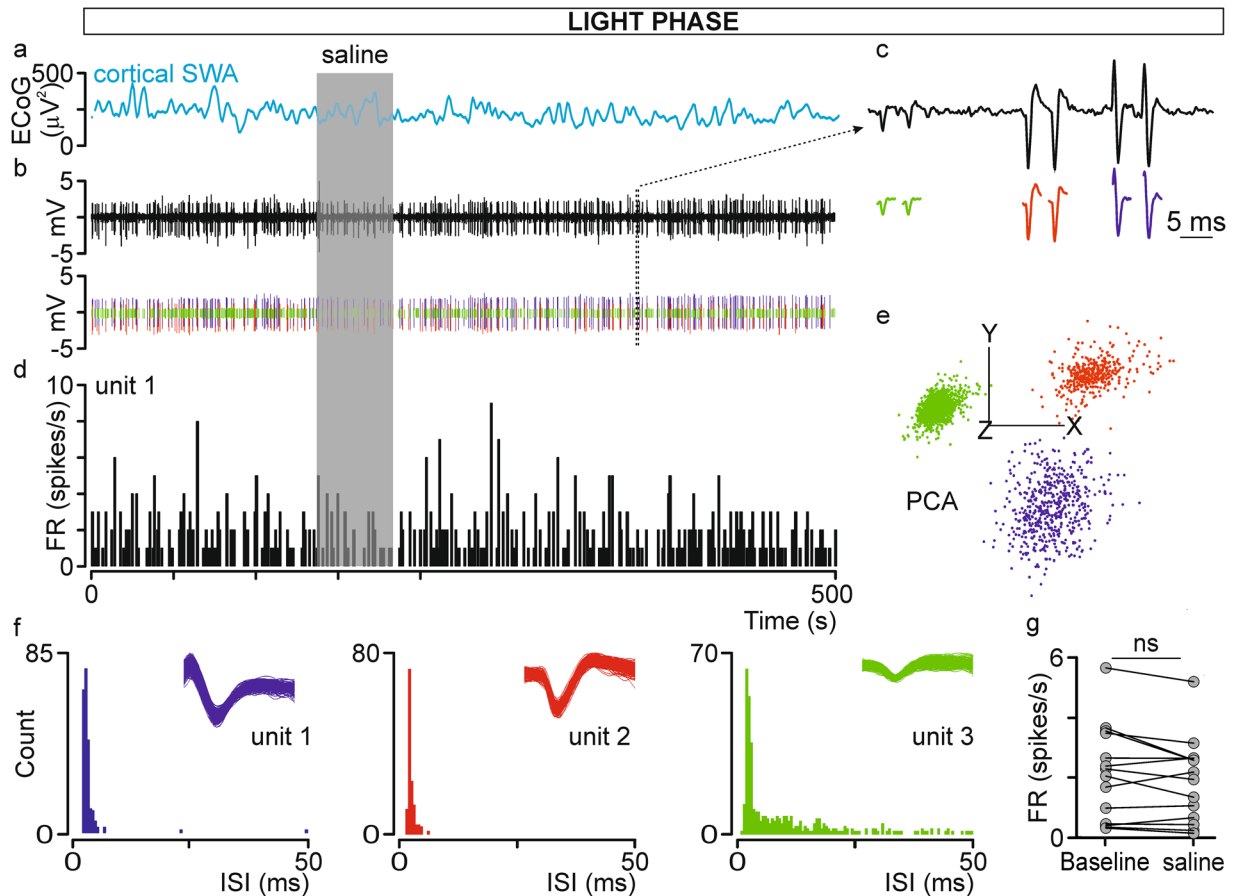 LIGHT PHASE
a
saline
c
cortical SWA
500
0
ECoG
(µV²)
b
5
mV
-5
5 ms
5
mV
-5
e
Y
Z
X
PCA
d
10
unit 1
0
FR (spikes/s)
0
500
Time (s)
f
85
Count
unit 1
0
0
50
ISI (ms)
80
unit 2
0
0
50
ISI (ms)
70
unit 3
0
0
50
ISI (ms)
g
ns
6
FR (spikes/s)
0
Baseline
saline